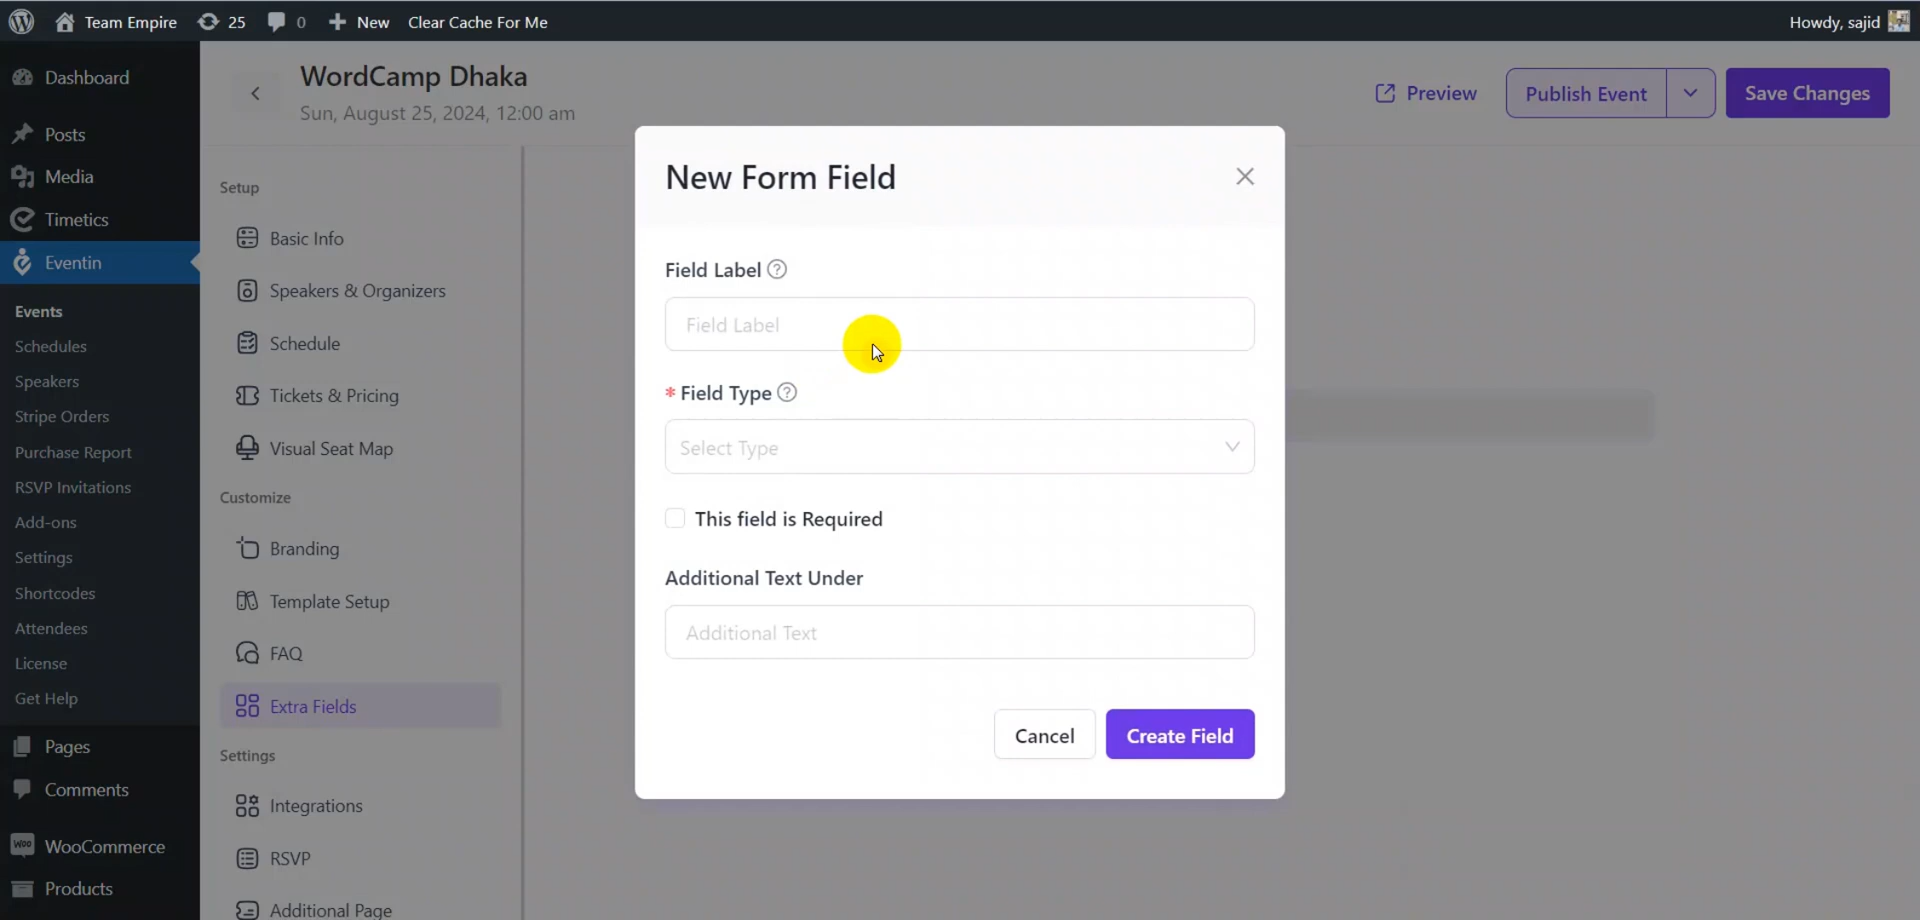 Team Empire 25 0 New Clear Cache For Me Howdy, sajid
Dashboard
Posts
Media
Timetics
Eventin
Events
Schedules
Speakers
Stripe Orders
Purchase Report
RSVP Invitations
Add-ons
Settings
Shortcodes
Attendees
License
Get Help
Pages
Comments
Woo WooCommerce
Products
WordCamp Dhaka
Sun, August 25, 2024, 12:00 am
Preview Publish Event Save Changes
Setup
Basic Info
Speakers & Organizers
Schedule
Tickets & Pricing
Visual Seat Map
Customize
Branding
Template Setup
FAQ
Extra Fields
Settings
Integrations
RSVP
Additional Page
New Form Field
Field Label ?
Field Label
* Field Type ?
Select Type
This field is Required
Additional Text Under
Additional Text
Cancel Create Field